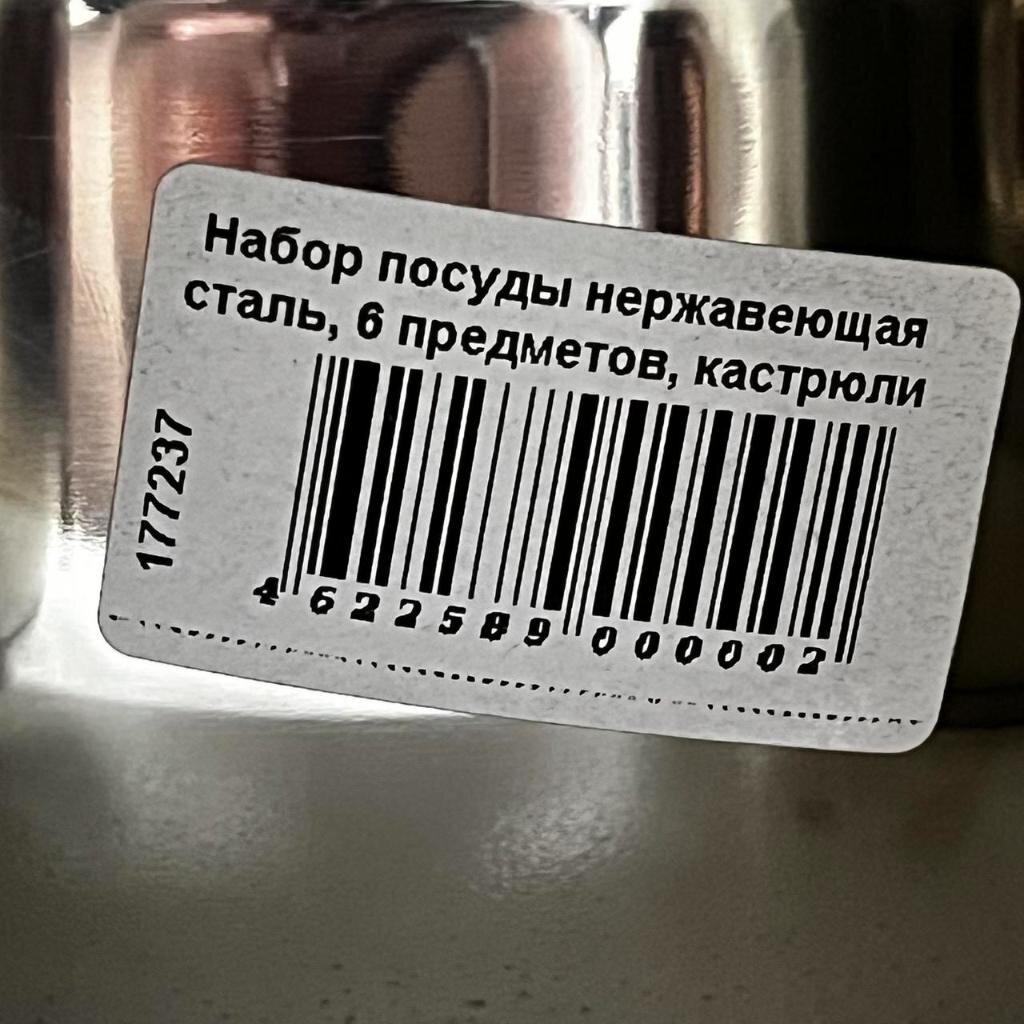 Набор посуды нержавеющая
сталь, 6 предметов, кастрюли
177237
4 622589 000002